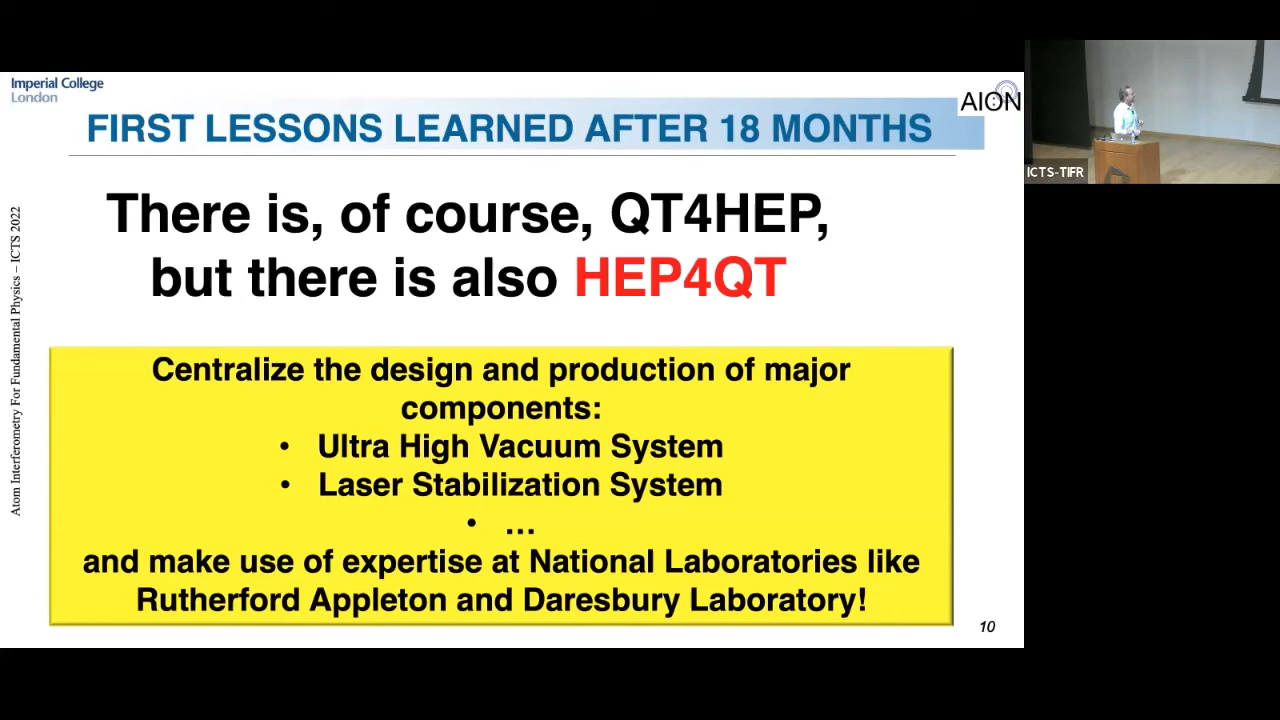 Imperial College
London
AION
FIRST LESSONS LEARNED AFTER 18 MONTHS
There is, of course, QT4HEP,
but there is also HEP4QT
Centralize the design and production of major
components:
• Ultra High Vacuum System
• Laser Stabilization System
• ...
and make use of expertise at National Laboratories like
Rutherford Appleton and Daresbury Laboratory!
10
Atom Interferometry For Fundamental Physics – ICTS 2022
ICTS-TIFR